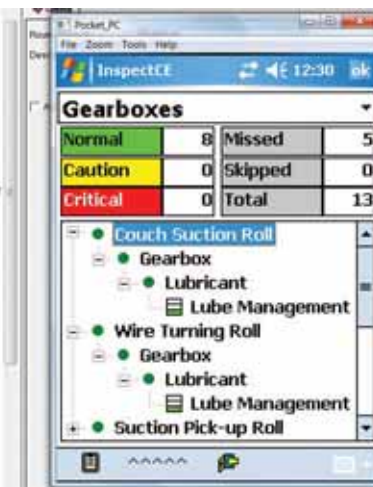 Pocket_PC
File Zoom Tools Help
InspectCE 12:30 ok
Gearboxes
Normal 8 Missed 5
Caution 0 Skipped 0
Critical 0 Total 13
Couch Suction Roll
Gearbox
Lubricant
Lube Management
Wire Turning Roll
Gearbox
Lubricant
Lube Management
Suction Pick-up Roll